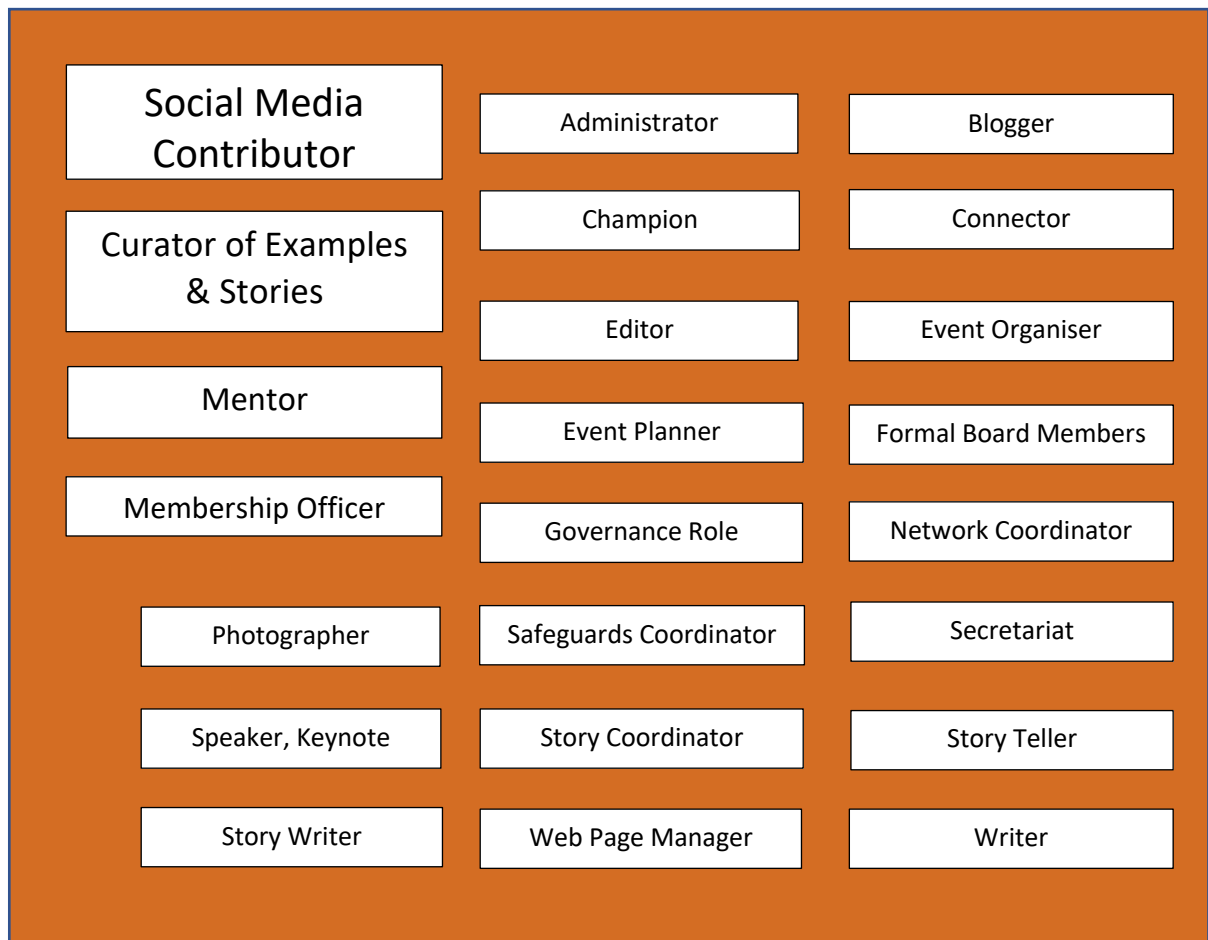 Social Media
Contributor
Administrator
Blogger
Curator of Examples
& Stories
Champion
Connector
Editor
Event Organiser
Mentor
Event Planner
Formal Board Members
Membership Officer
Governance Role
Network Coordinator
Photographer
Safeguards Coordinator
Secretariat
Speaker, Keynote
Story Coordinator
Story Teller
Story Writer
Web Page Manager
Writer